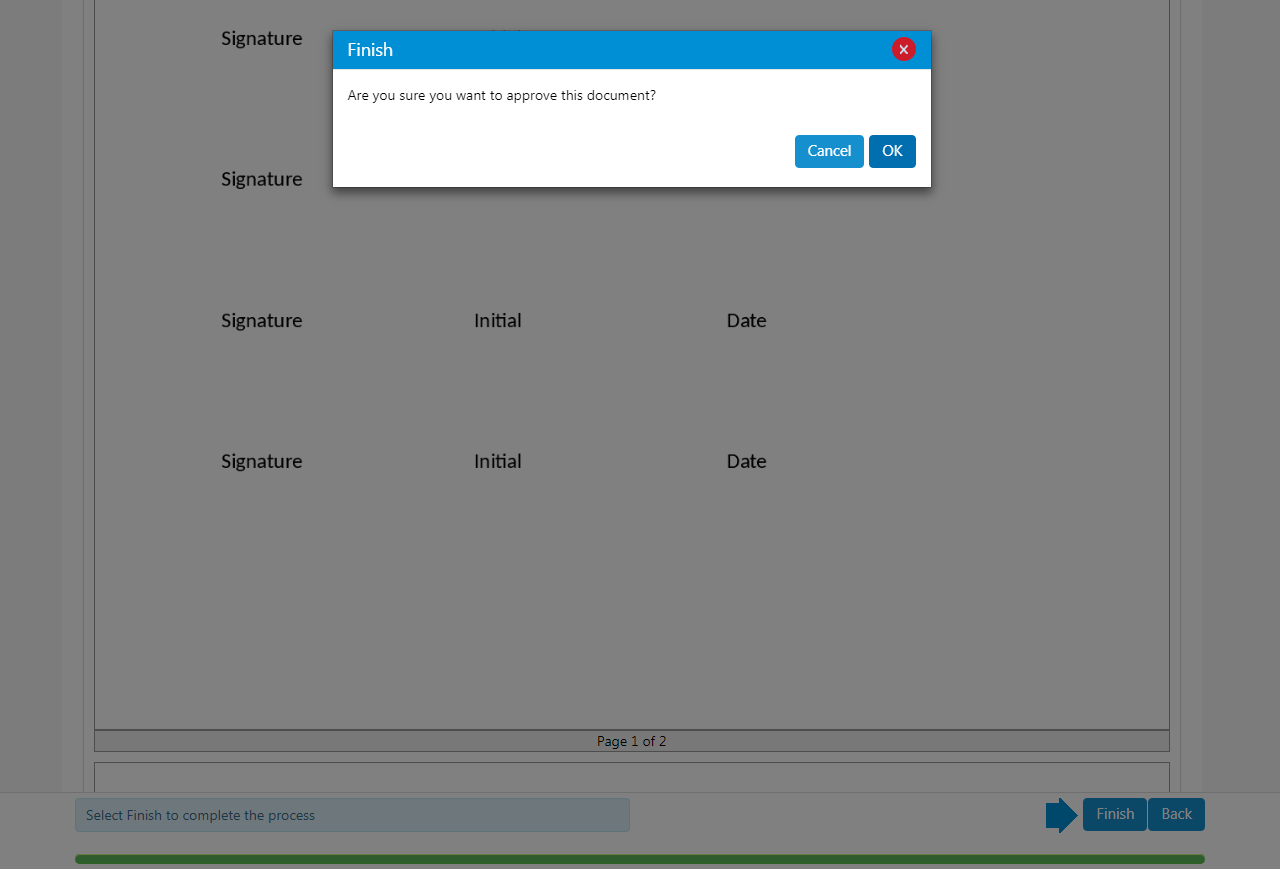 Signature
Finish
Are you sure you want to approve this document?
Cancel OK
Signature
Signature Initial Date
Signature Initial Date
Page 1 of 2
Select Finish to complete the process
Finish Back